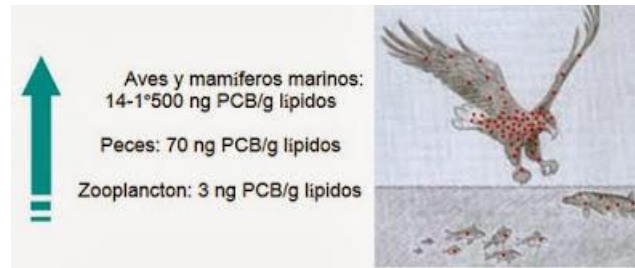 Aves y mamíferos marinos:
14-1°500 ng PCB/g lípidos
Peces: 70 ng PCB/g lípidos
Zooplancton: 3 ng PCB/g lípidos